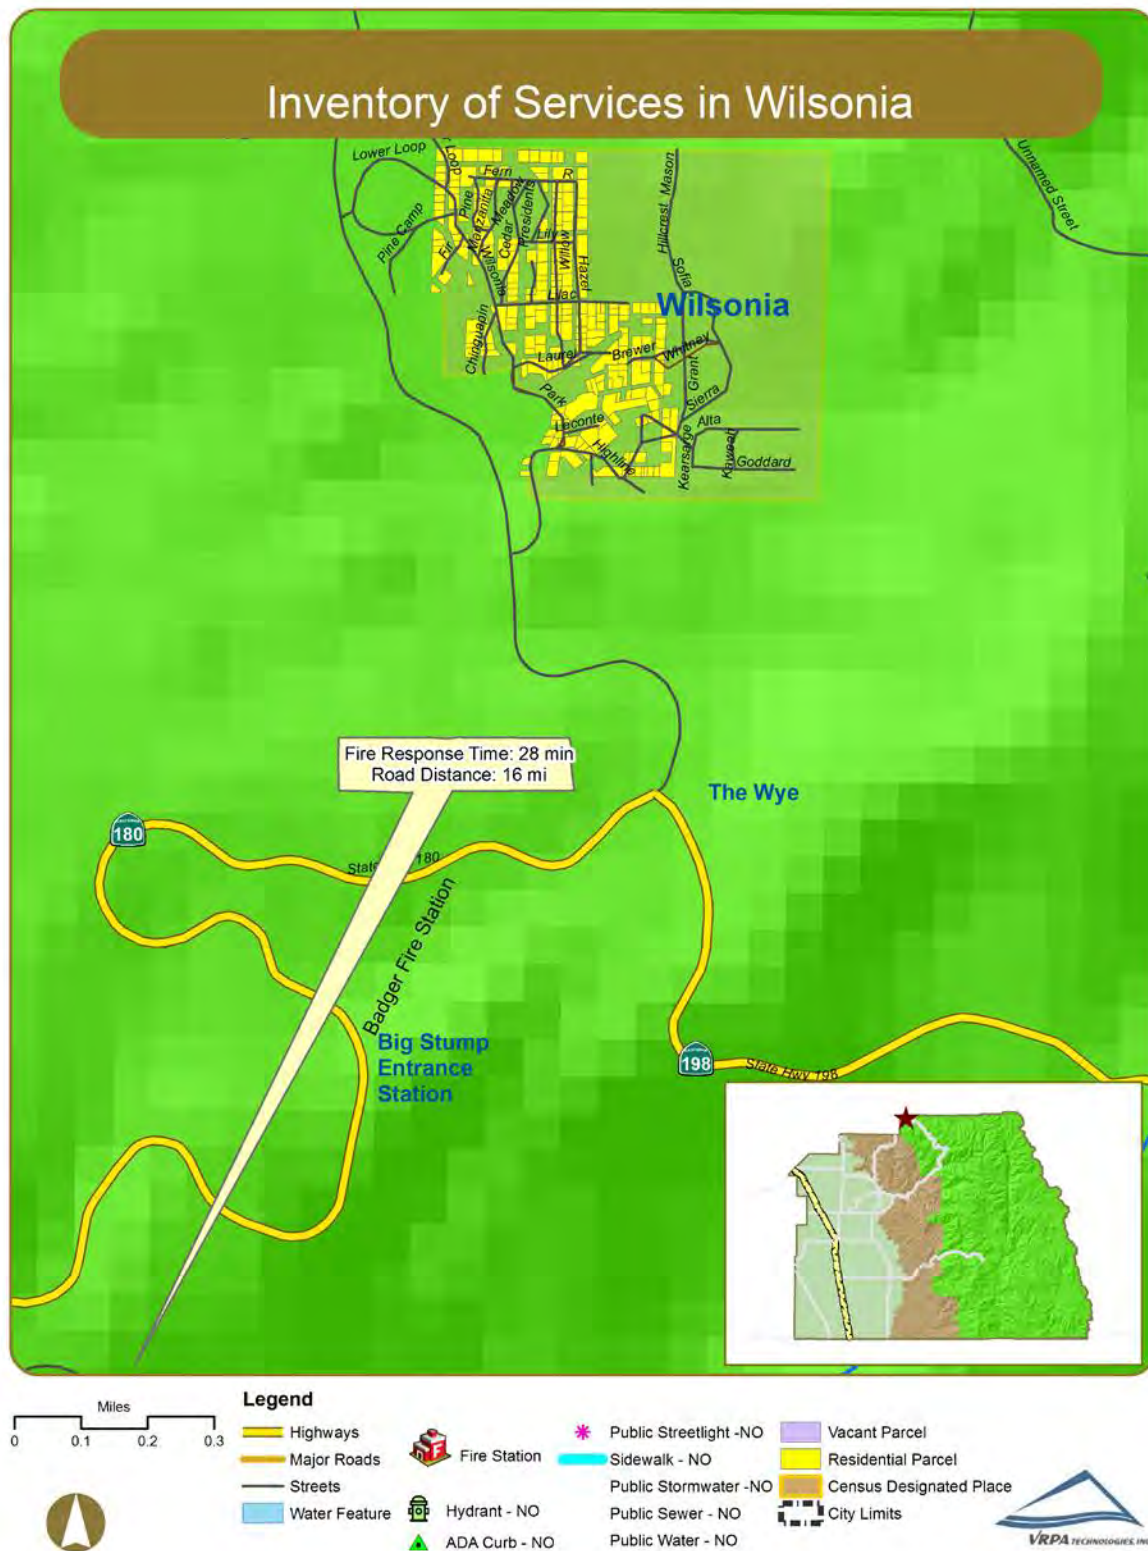 Inventory of Services in Wilsonia
Lower Loop
r Loop
Fern
R
Pine
Manzanita
Meadow
Presidents
Cedar
Lily
Willow
Hazel
Pine Camp
Fir
Wilsonia
Lilac
Chinquapin
Laurel
Brewer
Whitney
Hillcrest
Mason
Sofia
Unnamed Street
Wilsonia
Grant
Sierra
Park
Leconte
Highline
Alta
Kearsarge
Kaweah
Goddard
Fire Response Time: 28 min
Road Distance: 16 mi
The Wye
180
State
180
Badger Fire Station
Big Stump
Entrance
Station
198
State Hwy 198
Miles
0 0.1 0.2 0.3
Legend
Highways
Major Roads
Streets
Water Feature
Fire Station
Hydrant - NO
ADA Curb - NO
Public Streetlight -NO
Sidewalk - NO
Public Stormwater -NO
Public Sewer - NO
Public Water - NO
Vacant Parcel
Residential Parcel
Census Designated Place
City Limits
VRPA TECHNOLOGIES, INC